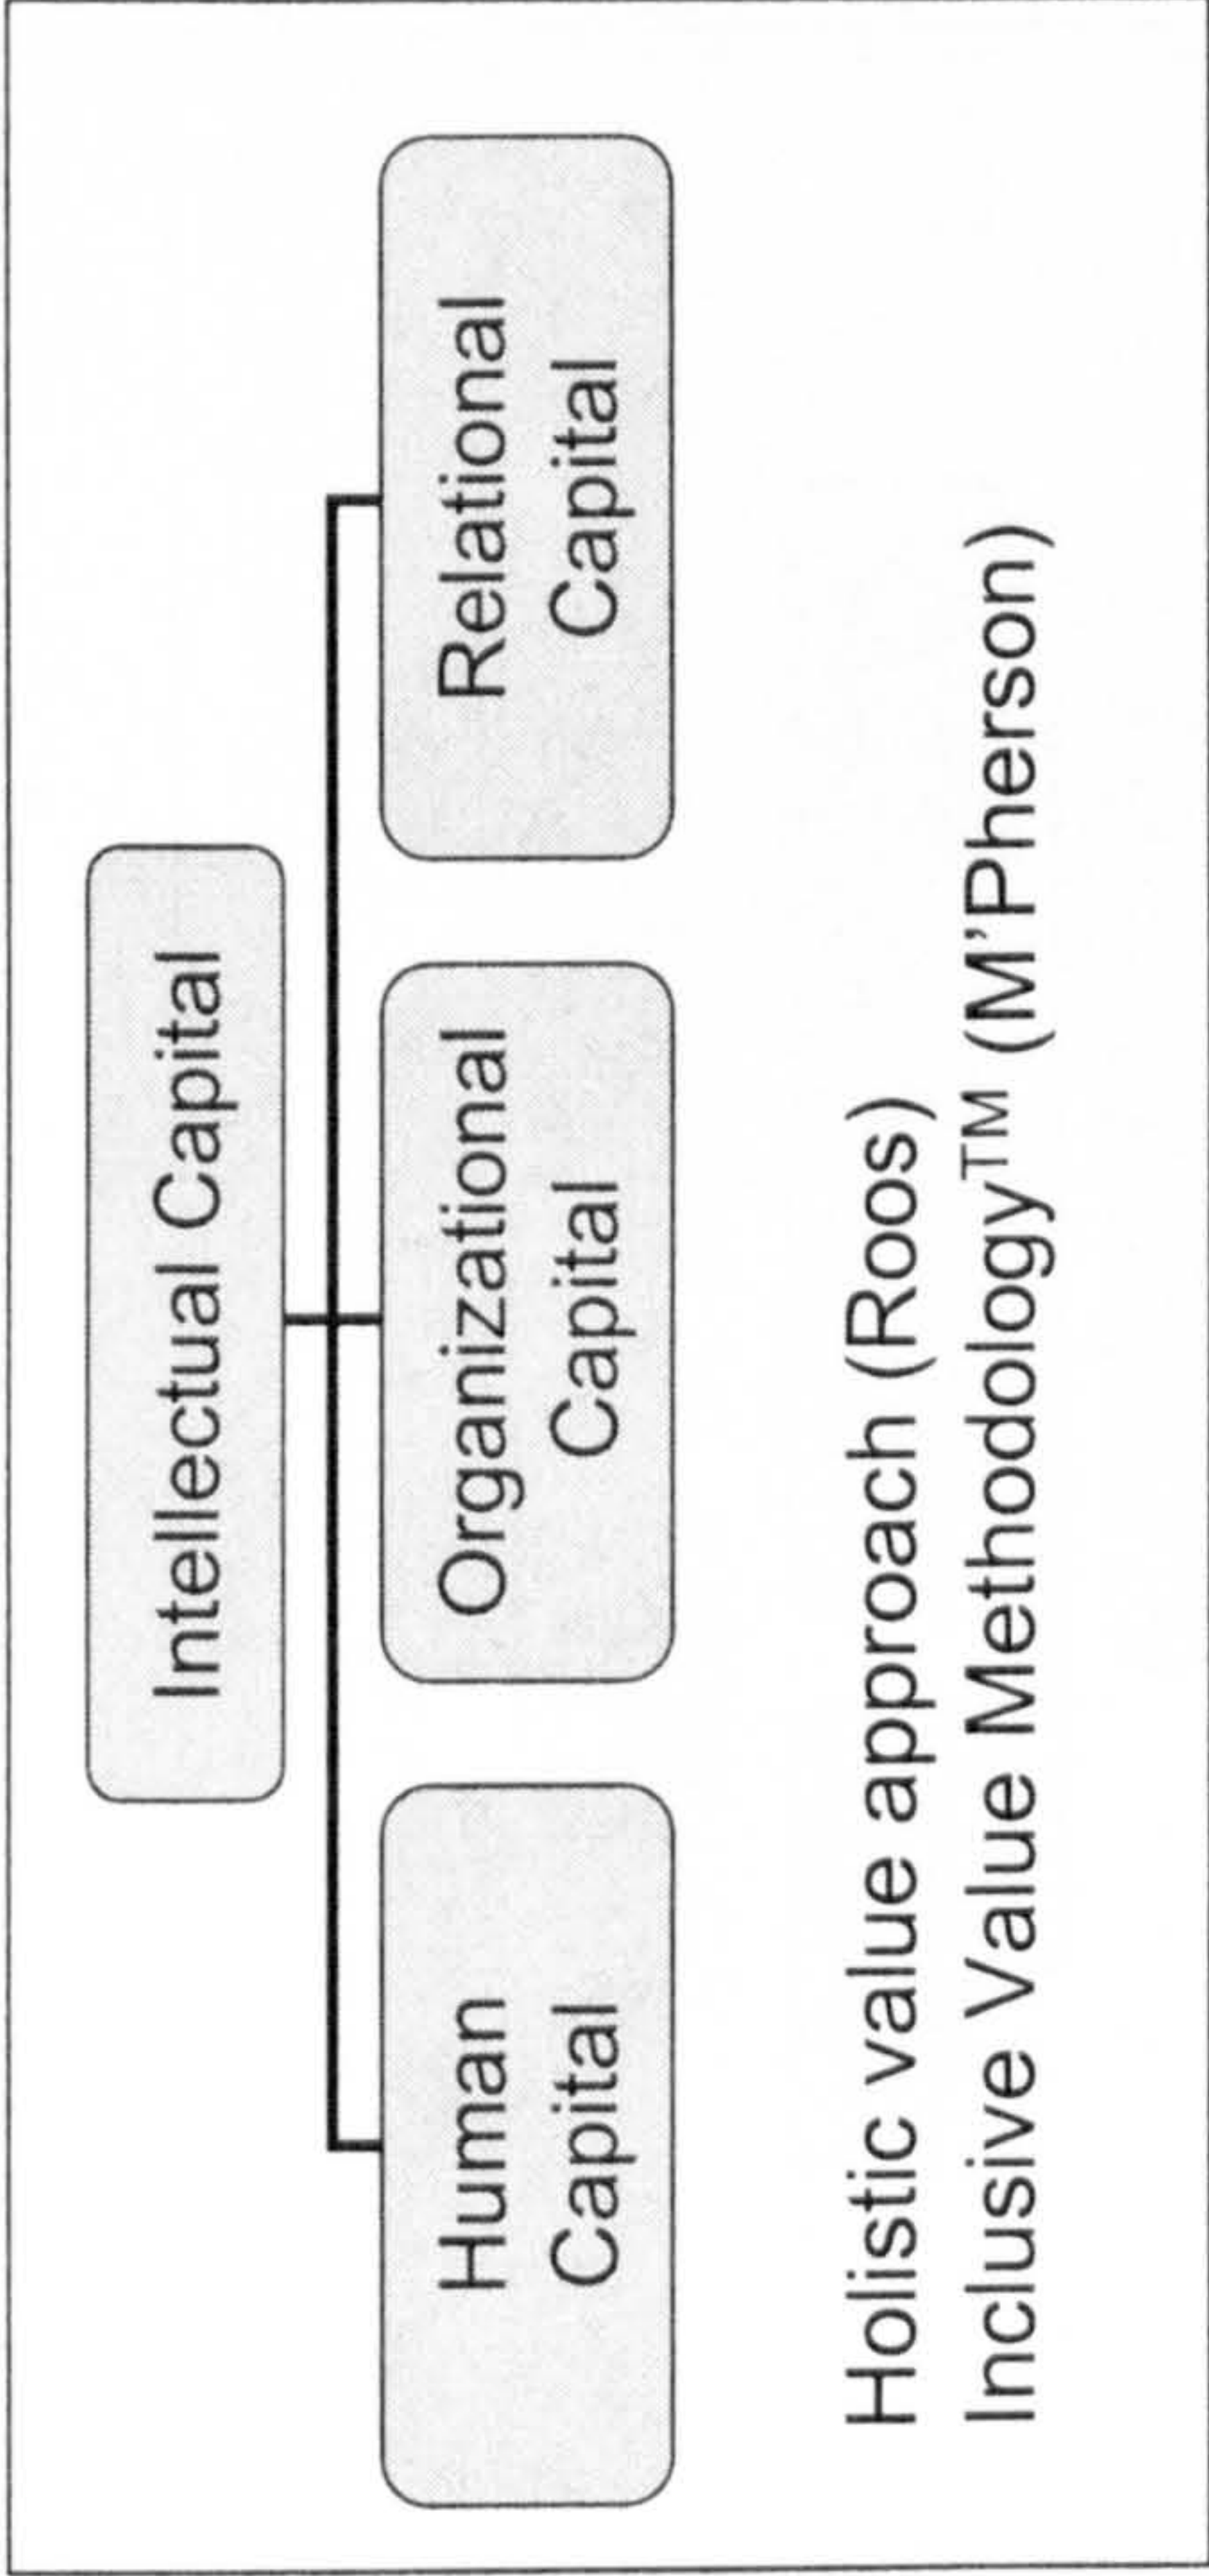 Intellectual Capital
Human
Capital
Organizational
Capital
Relational
Capital
Holistic value approach (Roos)
Inclusive Value Methodology™ (M'Pherson)